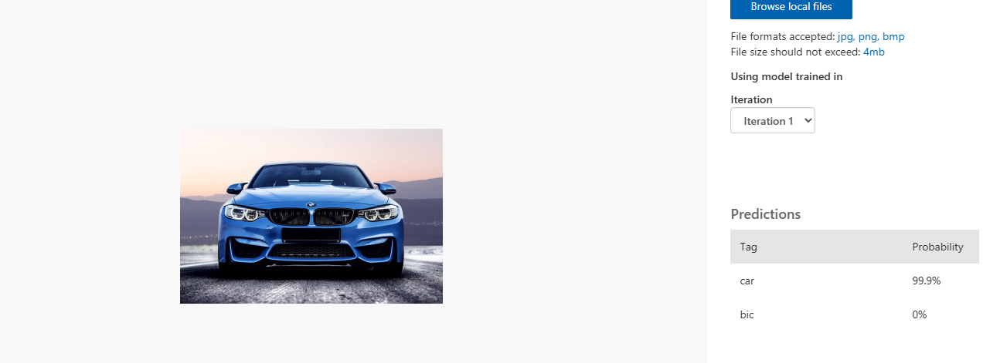 Browse local files
File formats accepted: jpg, png, bmp
File size should not exceed: 4mb
Using model trained in
Iteration
Iteration 1
Predictions
Tag Probability
car 99.9%
bic 0%